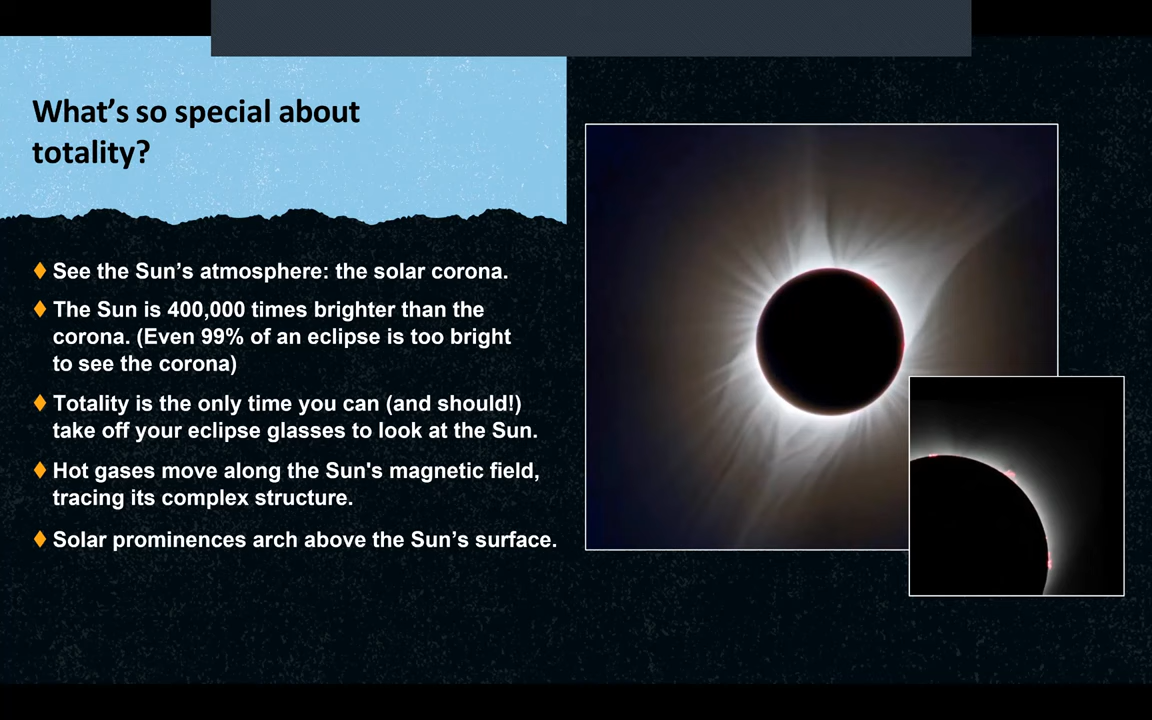 What's so special about
totality?
See the Sun’s atmosphere: the solar corona.
The Sun is 400,000 times brighter than the
corona. (Even 99% of an eclipse is too bright
to see the corona)
Totality is the only time you can (and should!)
take off your eclipse glasses to look at the Sun.
Hot gases move along the Sun's magnetic field,
tracing its complex structure.
Solar prominences arch above the Sun’s surface.